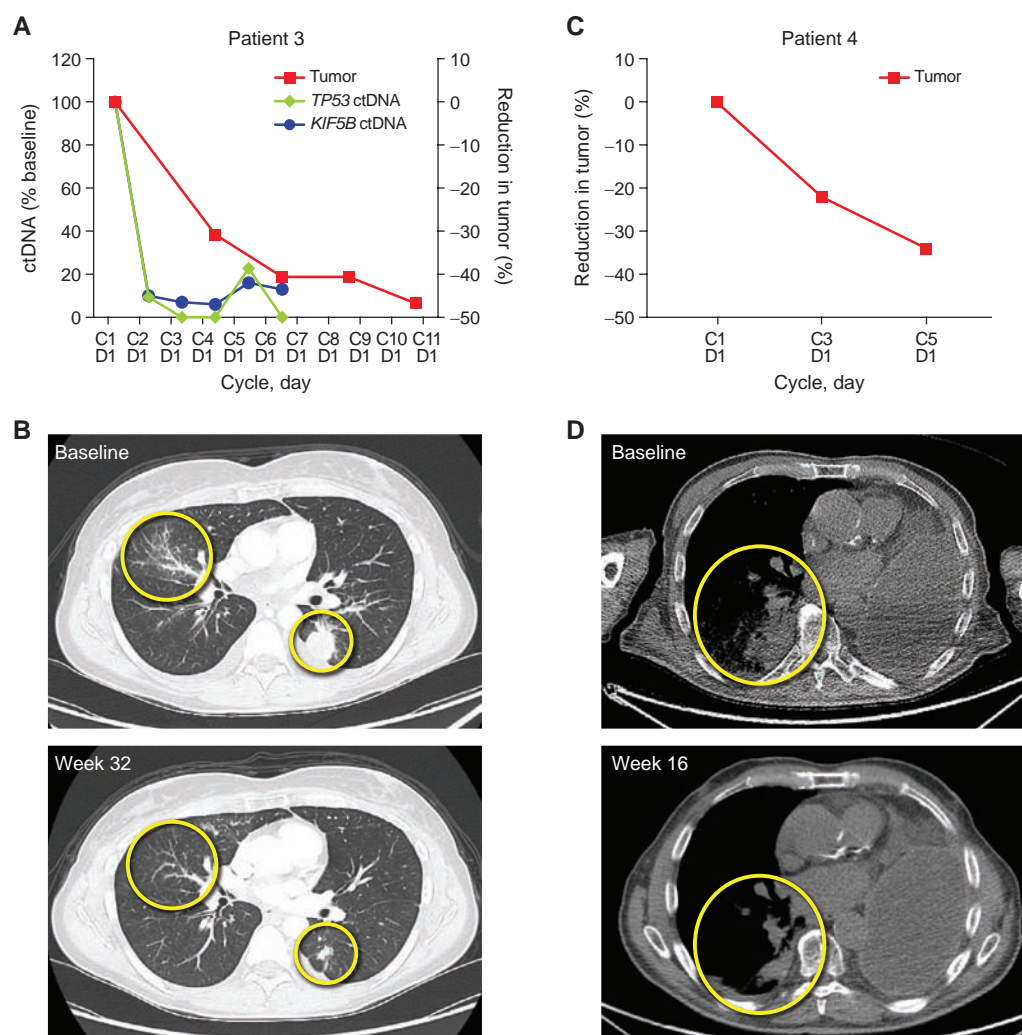 A
Patient 3
120
100
80
60
40
20
0
ctDNA (% baseline)
10
0
–10
–20
–30
–40
–50
Reduction in tumor (%)
Tumor
TP53 ctDNA
KIF5B ctDNA
C1 C2 C3 C4 C5 C6 C7 C8 C9 C10 C11
D1 D1 D1 D1 D1 D1 D1 D1 D1 D1 D1
Cycle, day
C
Patient 4
10
0
–10
–20
–30
–40
–50
Reduction in tumor (%)
Tumor
C1 C3 C5
D1 D1 D1
Cycle, day
B
Baseline
Week 32
D
Baseline
Week 16